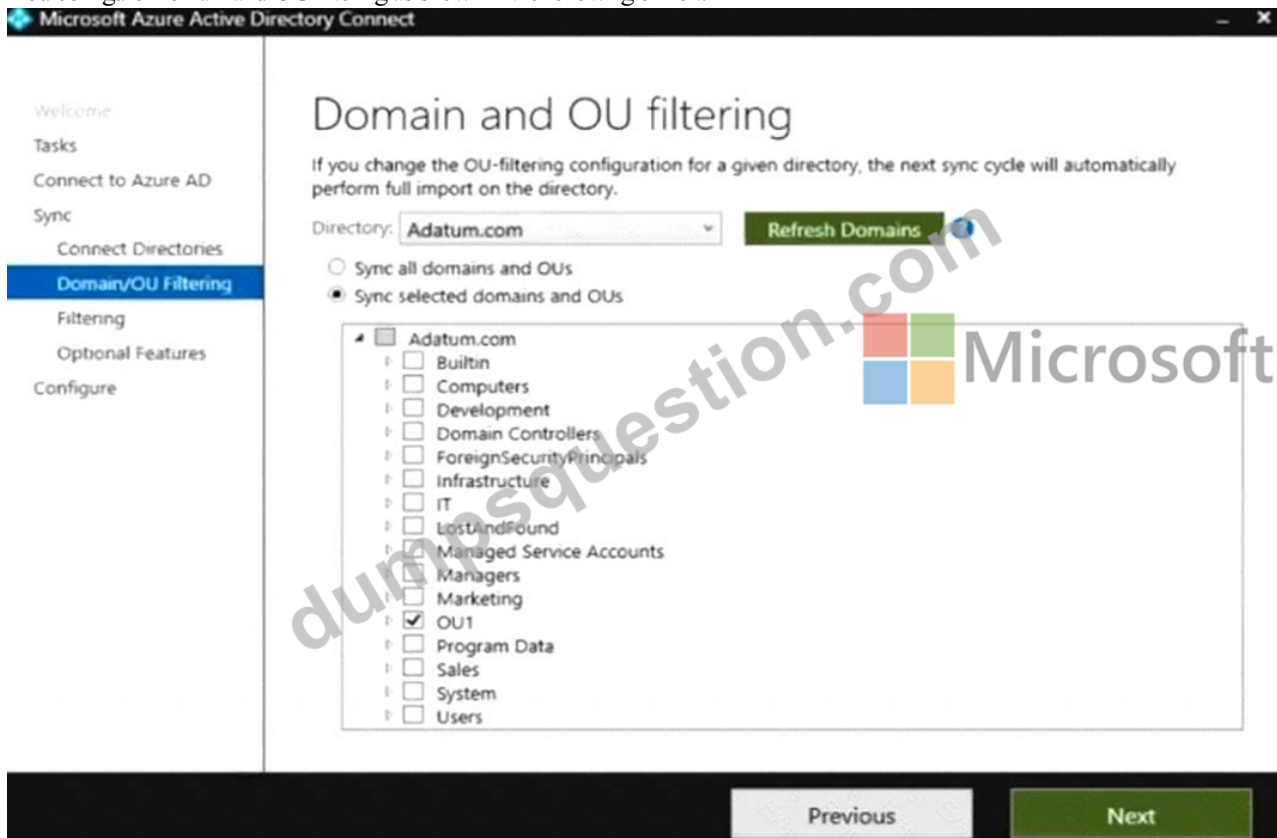 Microsoft Azure Active Directory Connect
Welcome
Tasks
Connect to Azure AD
Sync
Connect Directories
Domain/OU Filtering
Filtering
Optional Features
Configure
Domain and OU filtering
If you change the OU-filtering configuration for a given directory, the next sync cycle will automatically
perform full import on the directory.
Directory: Adatum.com Refresh Domains
Sync all domains and OUs
Sync selected domains and OUs
Adatum.com
Builtin
Computers
Development
Domain Controllers
ForeignSecurityPrincipals
Infrastructure
IT
LostAndFound
Managed Service Accounts
Managers
Marketing
OU1
Program Data
Sales
System
Users
Microsoft
dumpsquestion.com
Previous Next